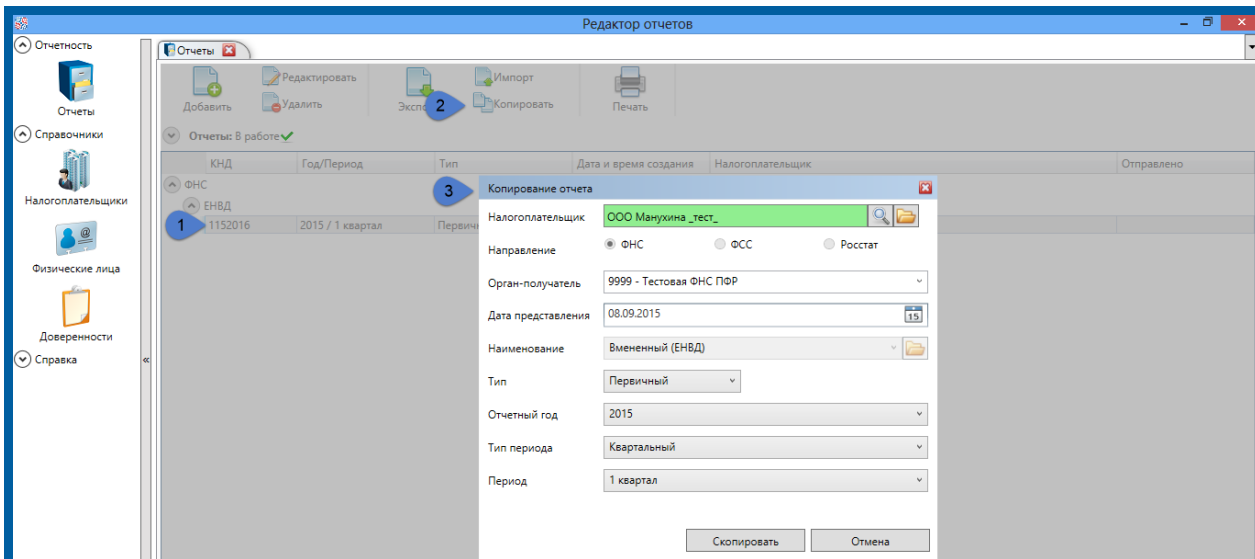 Редактор отчетов
Отчетность
Отчеты
Справочники
Налогоплательщики
Физические лица
Доверенности
Справка
«
Отчеты
Добавить
Редактировать
Удалить
Импорт
2 Копировать
Печать
Отчеты: В работе
КНД Год/Период Тип Дата и время создания Налогоплательщик Отправлено
ФНС
ЕНВД
1 1152016 2015 / 1 квартал
3 Копирование отчета
Налогоплательщик ООО Манухина _тест_
Направление ФНС ФСС Росстат
Орган-получатель 9999 - Тестовая ФНС ПФР
Дата представления 08.09.2015 15
Наименование Вмененный (ЕНВД)
Тип Первичный
Отчетный год 2015
Тип периода Квартальный
Период 1 квартал
Скопировать Отмена